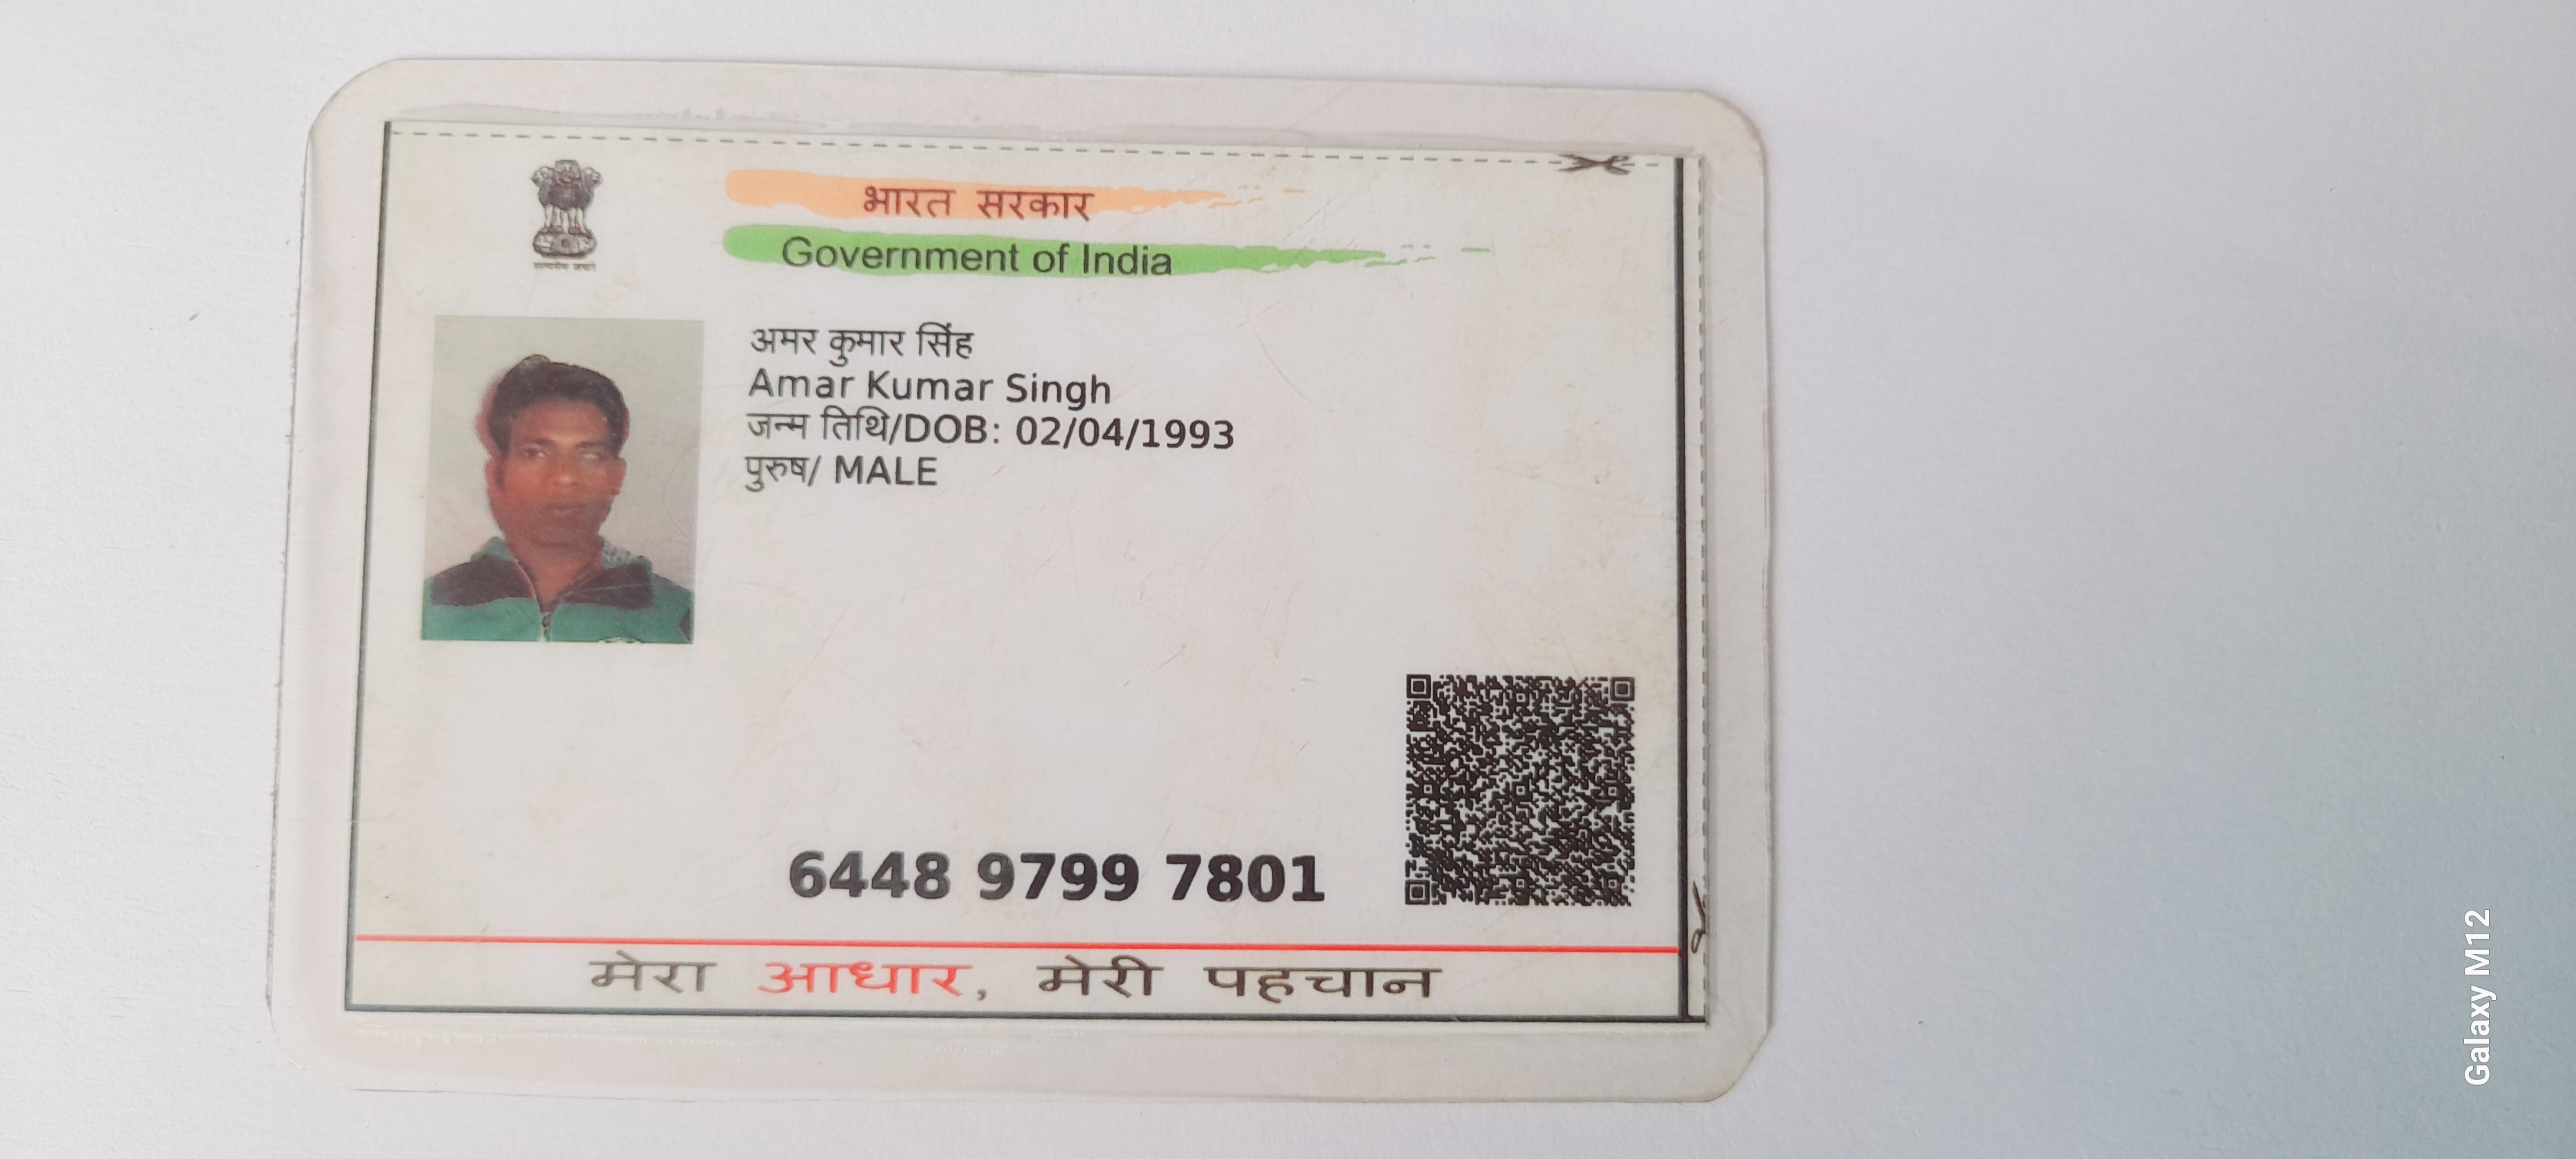 भारत सरकार
Government of India
अमर कुमार सिंह
Amar Kumar Singh
जन्म तिथि/DOB: 02/04/1993
पुरुष/ MALE
6448 9799 7801
मेरा आधार, मेरी पहचान
Galaxy M12